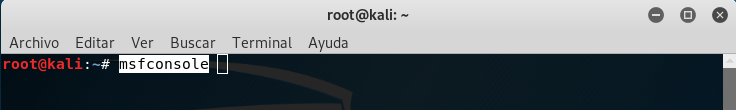 root@kali: ~
Archivo Editar Ver Buscar Terminal Ayuda
root@kali:~# msfconsole